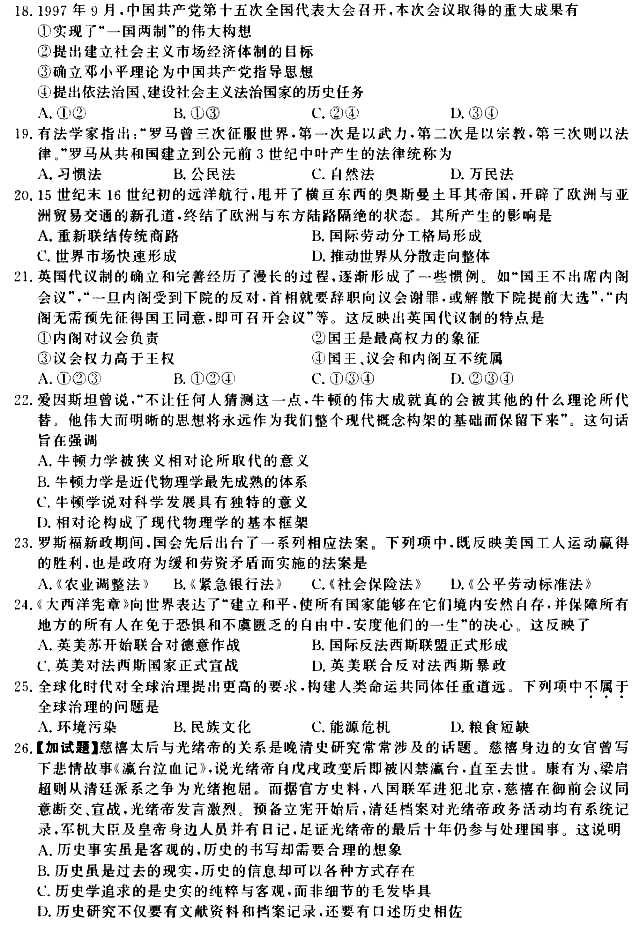 18.1997年9月,中国共产党第十五次全国代表大会召开,本次会议取得的重大成果有
①实现了“一国两制”的伟大构想
②提出建立社会主义市场经济体制的目标
③确立邓小平理论为中国共产党指导思想
④提出依法治国、建设社会主义法治国家的历史任务
A.①② B.①③ C.②④ D.③④
19.有法学家指出:“罗马曾三次征服世界,第一次是以武力,第二次是以宗教,第三次则以法
律。”罗马从共和国建立到公元前3世纪中叶产生的法律统称为
A.习惯法 B.公民法 C.自然法 D.万民法
20.15世纪末16世纪初的远洋航行,甩开了横亘东西的奥斯曼土耳其帝国,开辟了欧洲与亚
洲贸易交通的新孔道,终结了欧洲与东方陆路隔绝的状态。其所产生的影响是
A.重新联结传统商路 B.国际劳动分工格局形成
C.世界市场快速形成 D.推动世界从分散走向整体
21.英国代议制的确立和完善经历了漫长的过程,逐渐形成了一些惯例。如“国王不出席内阁
会议”,“一旦内阁受到下院的反对,首相就要辞职向议会谢罪,或解散下院提前大选”,“内
阁无需预先征得国王同意,即可召开会议”等。这反映出英国代议制的特点是
①内阁对议会负责 ②国王是最高权力的象征
③议会权力高于王权 ④国王、议会和内阁互不统属
A.①②③ B.①②④ C.①③④ D.②③④
22.爱因斯坦曾说,“不让任何人猜测这一点,牛顿的伟大成就真的会被其他的什么理论所代
替。他伟大而明晰的思想将永远作为我们整个现代概念构架的基础而保留下来”。这句话
旨在强调
A.牛顿力学被狭义相对论所取代的意义
B.牛顿力学是近代物理学最先成熟的体系
C.牛顿学说对科学发展具有独特的意义
D.相对论构成了现代物理学的基本框架
23.罗斯福新政期间,国会先后出台了一系列相应法案。下列项中,既反映美国工人运动赢得
的胜利,也是政府为缓和劳资矛盾而实施的法案是
A.《农业调整法》 B.《紧急银行法》 C.《社会保险法》 D.《公平劳动标准法》
24.《大西洋宪章》向世界表达了“建立和平,使所有国家能够在它们境内安然自存,并保障所有
地方的所有人在免于恐惧和不虞匮乏的自由中,安度他们的一生”的决心。这反映了
A.英美苏开始联合对德意作战 B.国际反法西斯联盟正式形成
C.英美对法西斯国家正式宣战 D.英美联合反对法西斯暴政
25.全球化时代对全球治理提出更高的要求,构建人类命运共同体任重道远。下列项中不属于
全球治理的问题是
A.环境污染 B.民族文化 C.能源危机 D.粮食短缺
26.【加试题】慈禧太后与光绪帝的关系是晚清史研究常常涉及的话题。慈禧身边的女官曾写
下悲情故事《瀛台泣血记》,说光绪帝自戊戌政变后即被囚禁瀛台,直至去世。康有为、梁启
超则从清廷派系之争为光绪抱屈。而据官方史料,八国联军进犯北京,慈禧在御前会议同
意断交、宣战,光绪帝发言激烈。预备立宪开始后,清廷档案对光绪帝政务活动均有系统记
录,军机大臣及皇帝身边人员并有日记,足证光绪帝的最后十年仍参与处理国事。这说明
A.历史事实虽是客观的,历史的书写却需要合理的想象
B.历史虽是过去的现实,历史的信息却可以各种方式存在
C.历史学追求的是史实的纯粹与客观,而非细节的毛发毕具
D.历史研究不仅要有文献资料和档案记录,还要有口述历史相佐